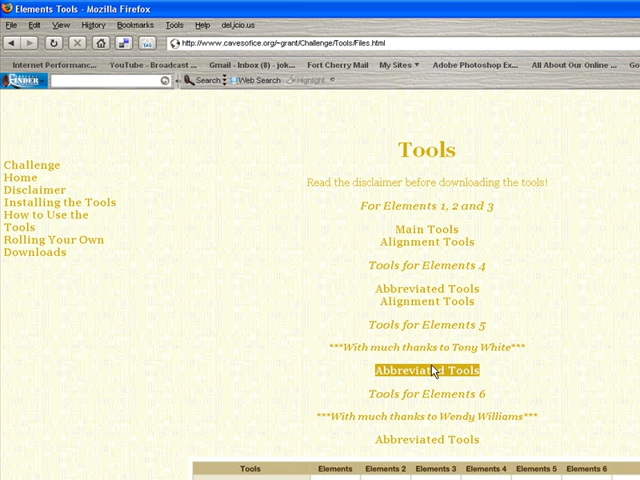 Elements Tools - Mozilla Firefox
File Edit View History Bookmarks Tools Help del.icio.us
http://www.cavesofice.org/~grant/Challenge/Tools/Files.html
Internet Performanc... YouTube - Broadcast ... Gmail - Inbox (8) - jok... Fort Cherry Mail My Sites Adobe Photoshop Ex... All About Our Online ... Go
FINDER Search Web Search Highlight
Tools
Challenge
Home
Disclaimer
Installing the Tools
How to Use the
Tools
Rolling Your Own
Downloads
Read the disclaimer before downloading the tools!
For Elements 1, 2 and 3
Main Tools
Alignment Tools
Tools for Elements 4
Abbreviated Tools
Alignment Tools
Tools for Elements 5
***With much thanks to Tony White***
Abbreviated Tools
Tools for Elements 6
***With much thanks to Wendy Williams***
Abbreviated Tools
Tools Elements Elements 2 Elements 3 Elements 4 Elements 5 Elements 6